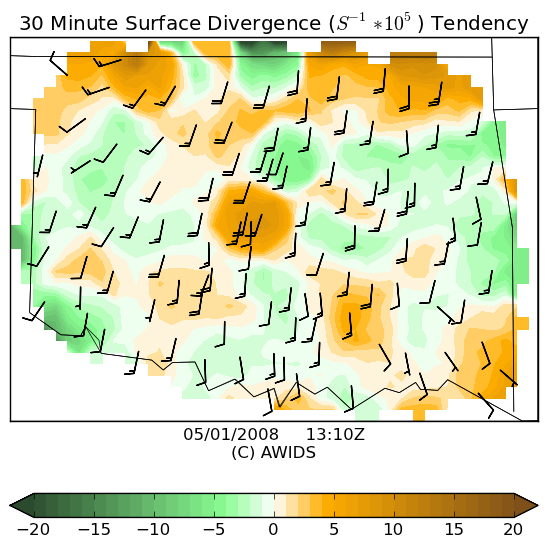 30 Minute Surface Divergence (S⁻¹ *10⁵ ) Tendency
05/01/2008 13:10Z
(C) AWIDS
−20 −15 −10 −5 0 5 10 15 20